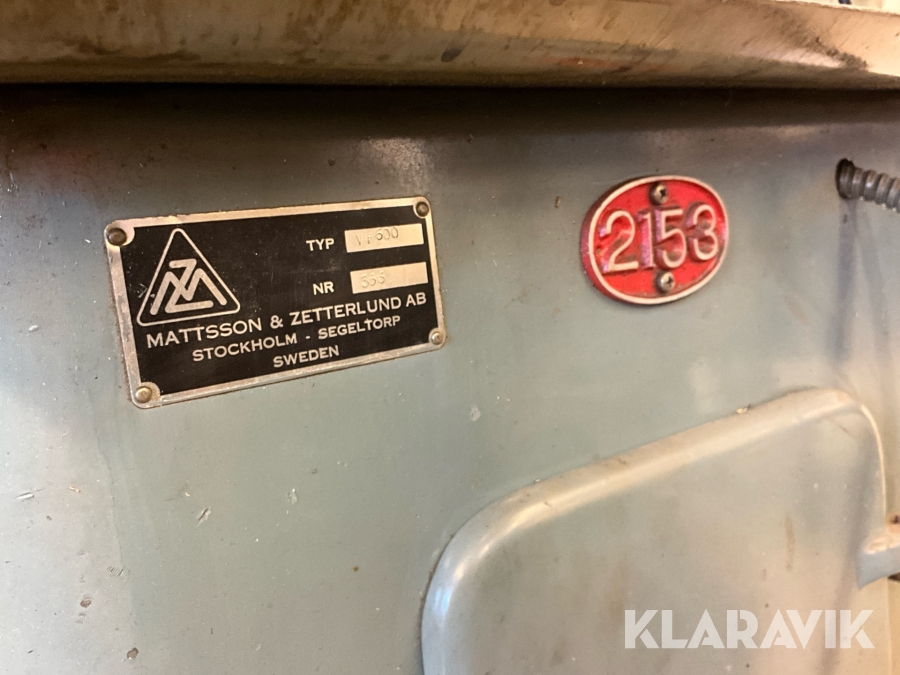 TYP
NR
MATTSSON & ZETTERLUND AB
STOCKHOLM - SEGELTORP
SWEDEN
2153
KLARAVIK